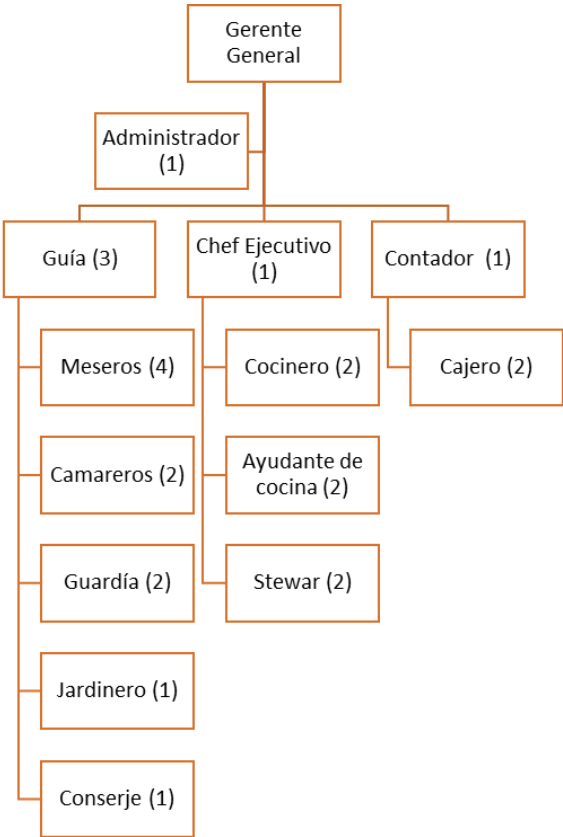 Gerente
General
Administrador
(1)
Guía (3)
Chef Ejecutivo
(1)
Contador (1)
Meseros (4)
Cocinero (2)
Cajero (2)
Camareros (2)
Ayudante de
cocina (2)
Guardía (2)
Stewar (2)
Jardinero (1)
Conserje (1)